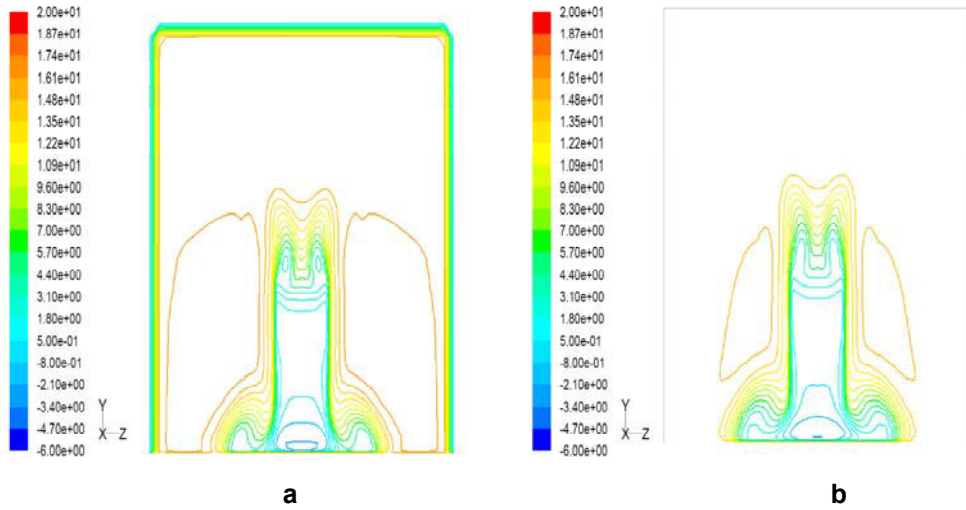 2.00e+01
1.87e+01
1.74e+01
1.61e+01
1.48e+01
1.35e+01
1.22e+01
1.09e+01
9.60e+00
8.30e+00
7.00e+00
5.70e+00
4.40e+00
3.10e+00
1.80e+00
5.00e-01
-8.00e-01
-2.10e+00
-3.40e+00
-4.70e+00
-6.00e+00
Y
X Z
a
2.00e+01
1.87e+01
1.74e+01
1.61e+01
1.48e+01
1.35e+01
1.22e+01
1.09e+01
9.60e+00
8.30e+00
7.00e+00
5.70e+00
4.40e+00
3.10e+00
1.80e+00
5.00e-01
-8.00e-01
-2.10e+00
-3.40e+00
-4.70e+00
-6.00e+00
Y
X Z
b